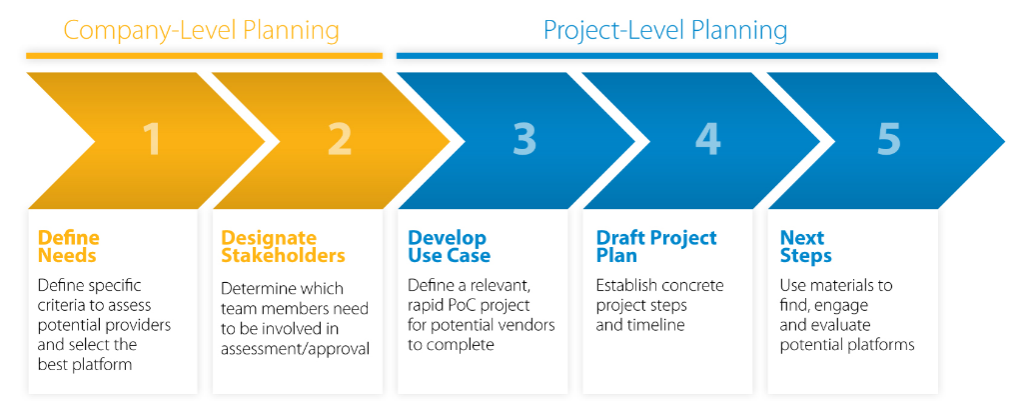 Company-Level Planning
Project-Level Planning
1
2
3
4
5
Define
Needs
Define specific
criteria to assess
potential providers
and select the
best platform
Designate
Stakeholders
Determine which
team members need
to be involved in
assessment/approval
Develop
Use Case
Define a relevant,
rapid PoC project
for potential vendors
to complete
Draft Project
Plan
Establish concrete
project steps
and timeline
Next
Steps
Use materials to
find, engage
and evaluate
potential platforms